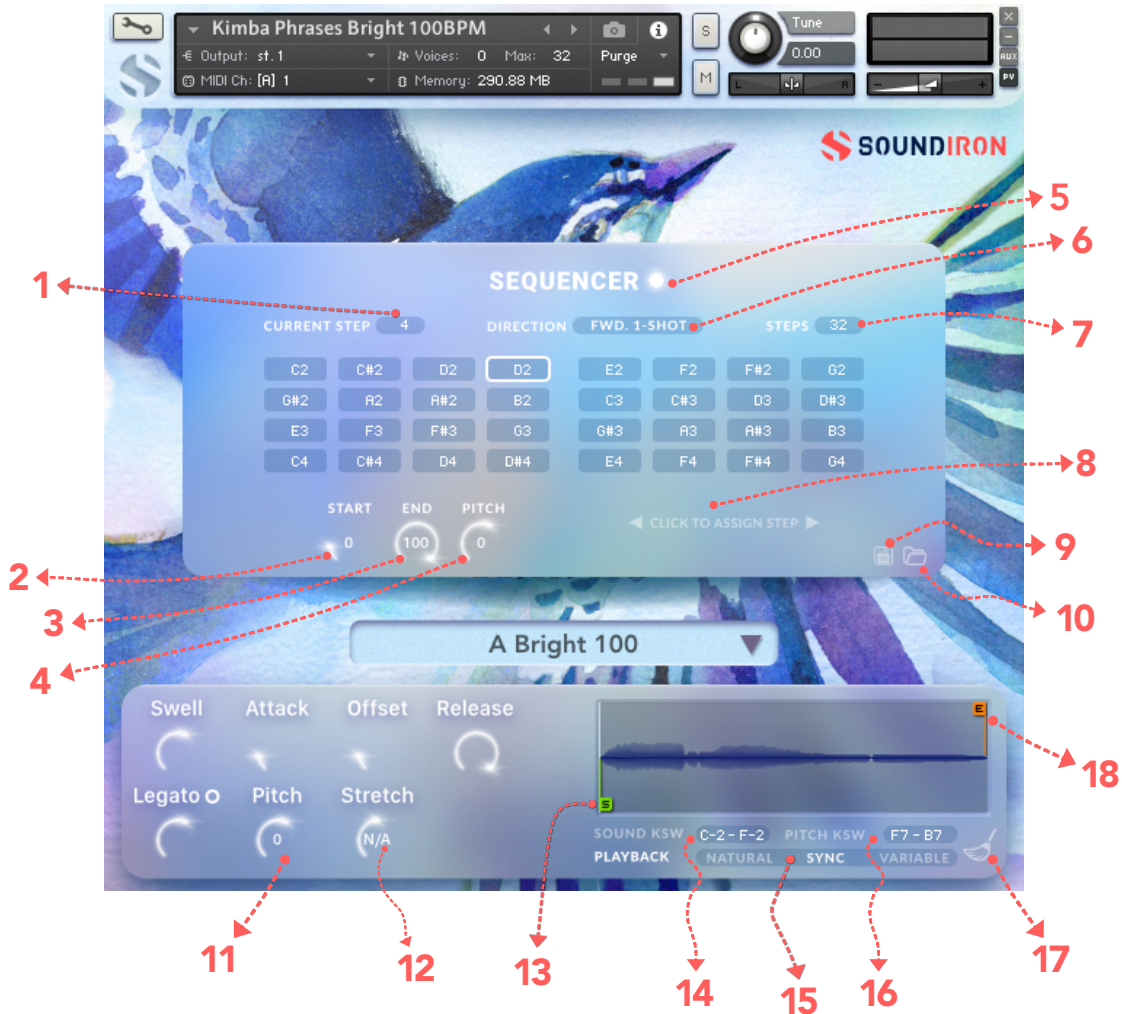 Kimba Phrases Bright 100BPM
Output: st. 1 Voices: 0 Max: 32 Purge
MIDI Ch: [A] 1 Memory: 290.88 MB
S
M
Tune
0.00
L R
- +
×
-
AUX
PV
SOUNDIRON
SEQUENCER
5
6
1
CURRENT STEP 4 DIRECTION FWD. 1-SHOT STEPS 32
7
C2 C#2 D2 D2 E2 F2 F#2 G2
G#2 A2 A#2 B2 C3 C#3 D3 D#3
E3 F3 F#3 G3 G#3 A3 A#3 B3
C4 C#4 D4 D#4 E4 F4 F#4 G4
8
START END PITCH
0 100 0
CLICK TO ASSIGN STEP
9
2
3
10
4
A Bright 100
Swell Attack Offset Release
E
18
Legato Pitch Stretch
0 N/A
S
SOUND KSW C-2 - F-2 PITCH KSW F7 - B7
PLAYBACK NATURAL SYNC VARIABLE
11
12
13
14
15
16
17